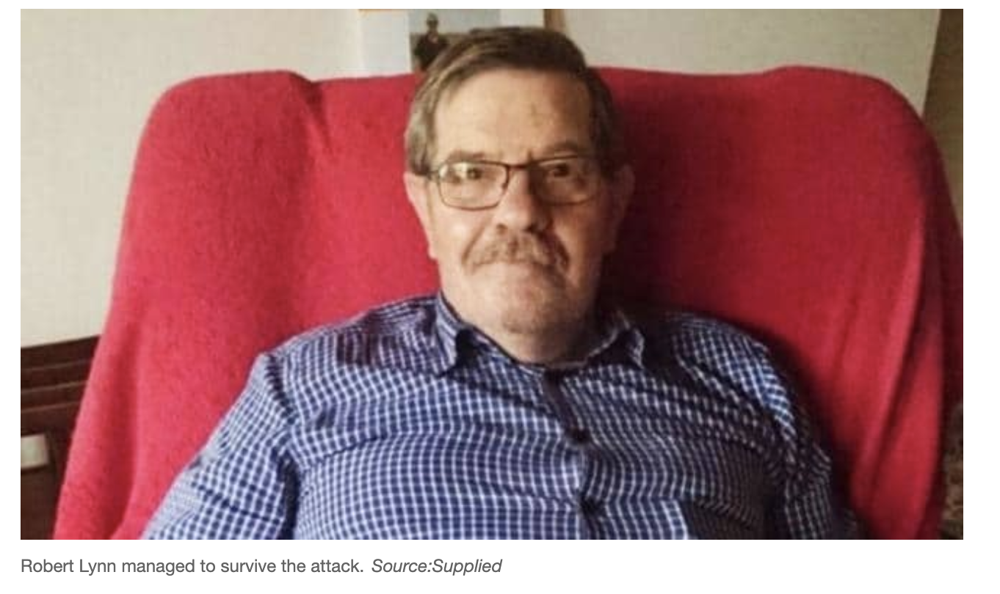 Robert Lynn managed to survive the attack. Source:Supplied